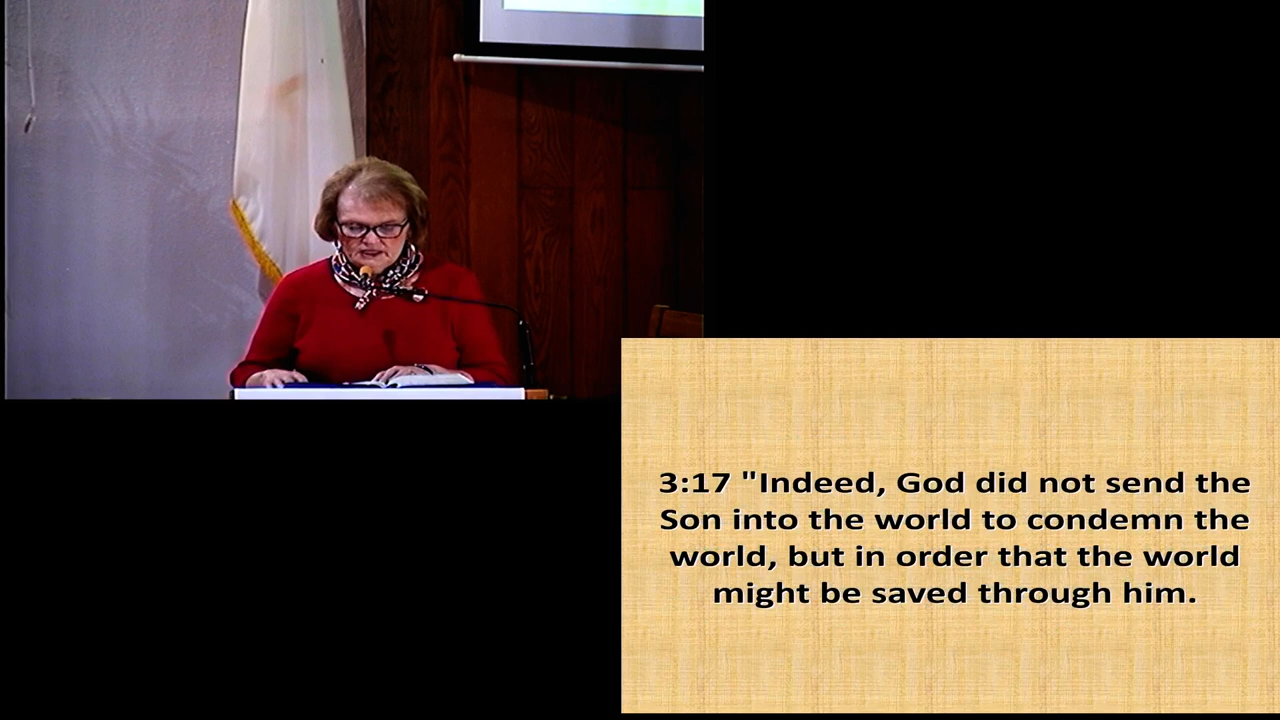 3:17 "Indeed, God did not send the
Son into the world to condemn the
world, but in order that the world
might be saved through him.